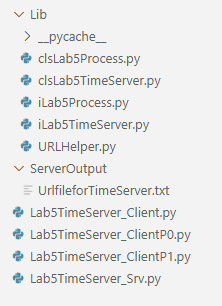 Lib
__pycache__
clsLab5Process.py
clsLab5TimeServer.py
iLab5Process.py
iLab5TimeServer.py
URLHelper.py
ServerOutput
UrlfileforTimeServer.txt
Lab5TimeServer_Client.py
Lab5TimeServer_ClientP0.py
Lab5TimeServer_ClientP1.py
Lab5TimeServer_Srv.py